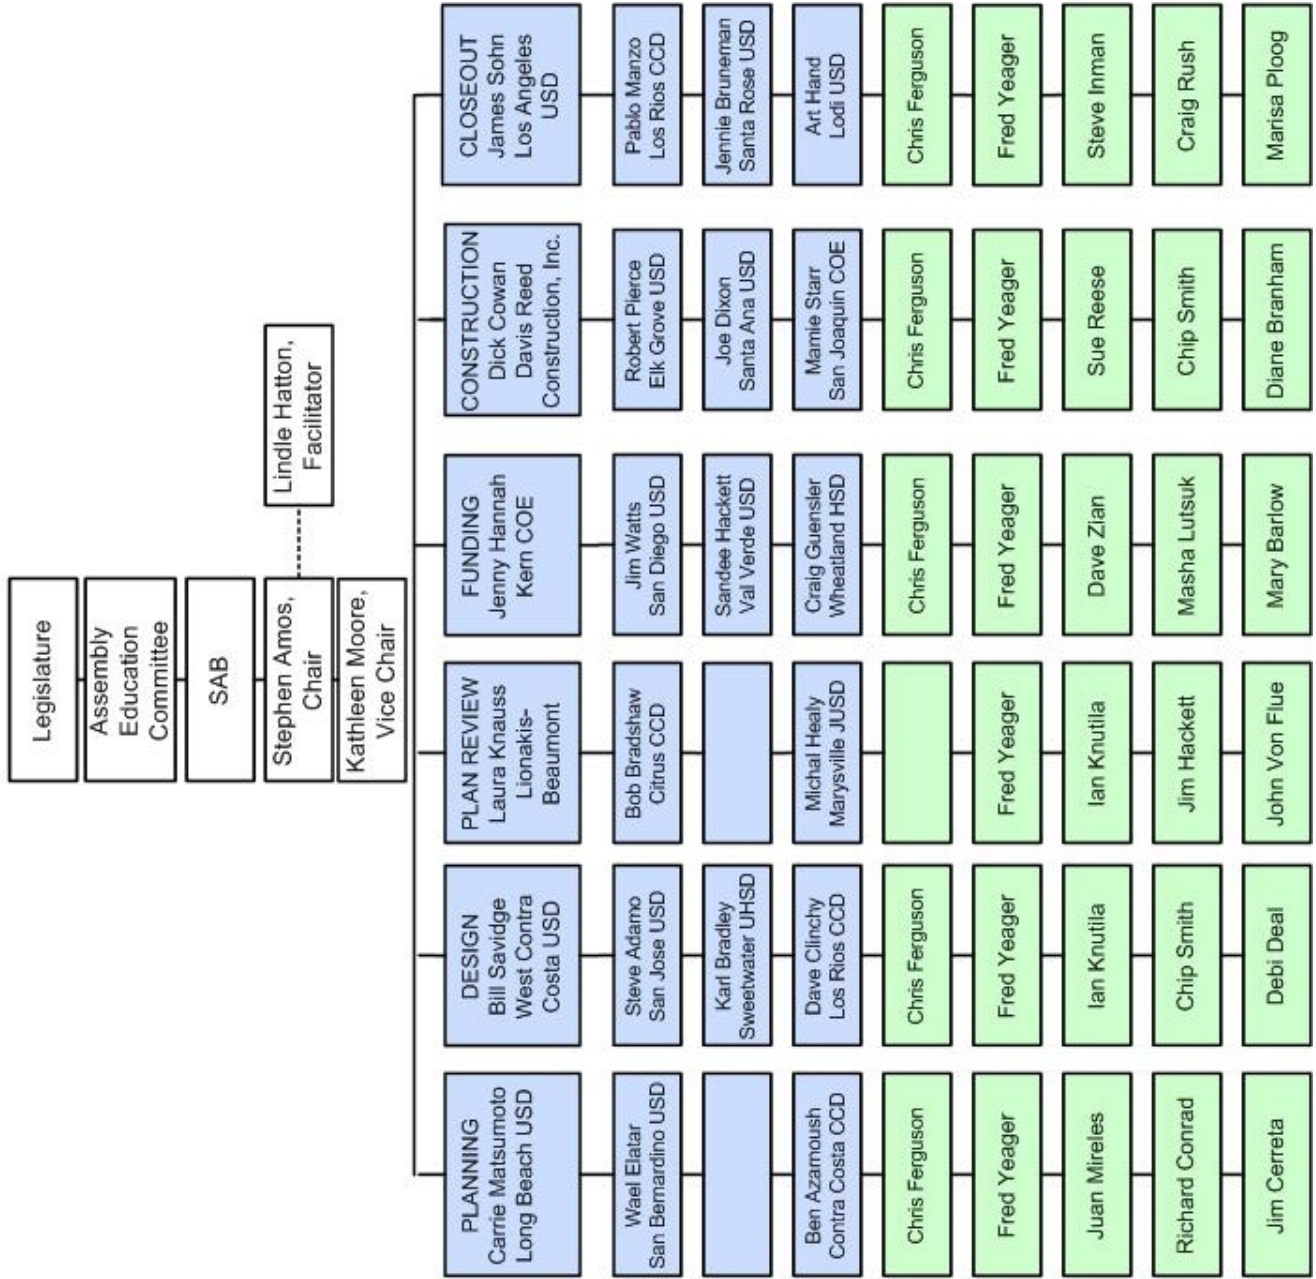 Legislature
Assembly
Education
Committee
SAB
Stephen Amos,
Chair
Lindle Hatton,
Facilitator
Kathleen Moore,
Vice Chair
PLANNING
Carrie Matsumoto
Long Beach USD
Wael Elatar
San Bernardino USD
Ben Azarnoush
Contra Costa CCD
Chris Ferguson
Fred Yeager
Juan Mireles
Richard Conrad
Jim Cerreta
DESIGN
Bill Savidge
West Contra
Costa USD
Steve Adamo
San Jose USD
Karl Bradley
Sweetwater UHSD
Dave Clinchy
Los Rios CCD
Chris Ferguson
Fred Yeager
Ian Knutila
Chip Smith
Debi Deal
PLAN REVIEW
Laura Knauss
Lionakis-
Beaumont
Bob Bradshaw
Citrus CCD
Michal Healy
Marysville JUSD
Fred Yeager
Ian Knutila
Jim Hackett
John Von Flue
FUNDING
Jenny Hannah
Kern COE
Jim Watts
San Diego USD
Sandee Hackett
Val Verde USD
Craig Guensler
Wheatland HSD
Chris Ferguson
Fred Yeager
Dave Zian
Masha Lutsuk
Mary Barlow
CONSTRUCTION
Dick Cowan
Davis Reed
Construction, Inc.
Robert Pierce
Elk Grove USD
Joe Dixon
Santa Ana USD
Mamie Starr
San Joaquin COE
Chris Ferguson
Fred Yeager
Sue Reese
Chip Smith
Diane Branham
CLOSEOUT
James Sohn
Los Angeles
USD
Pablo Manzo
Los Rios CCD
Jennie Bruneman
Santa Rose USD
Art Hand
Lodi USD
Chris Ferguson
Fred Yeager
Steve Inman
Craig Rush
Marisa Ploog